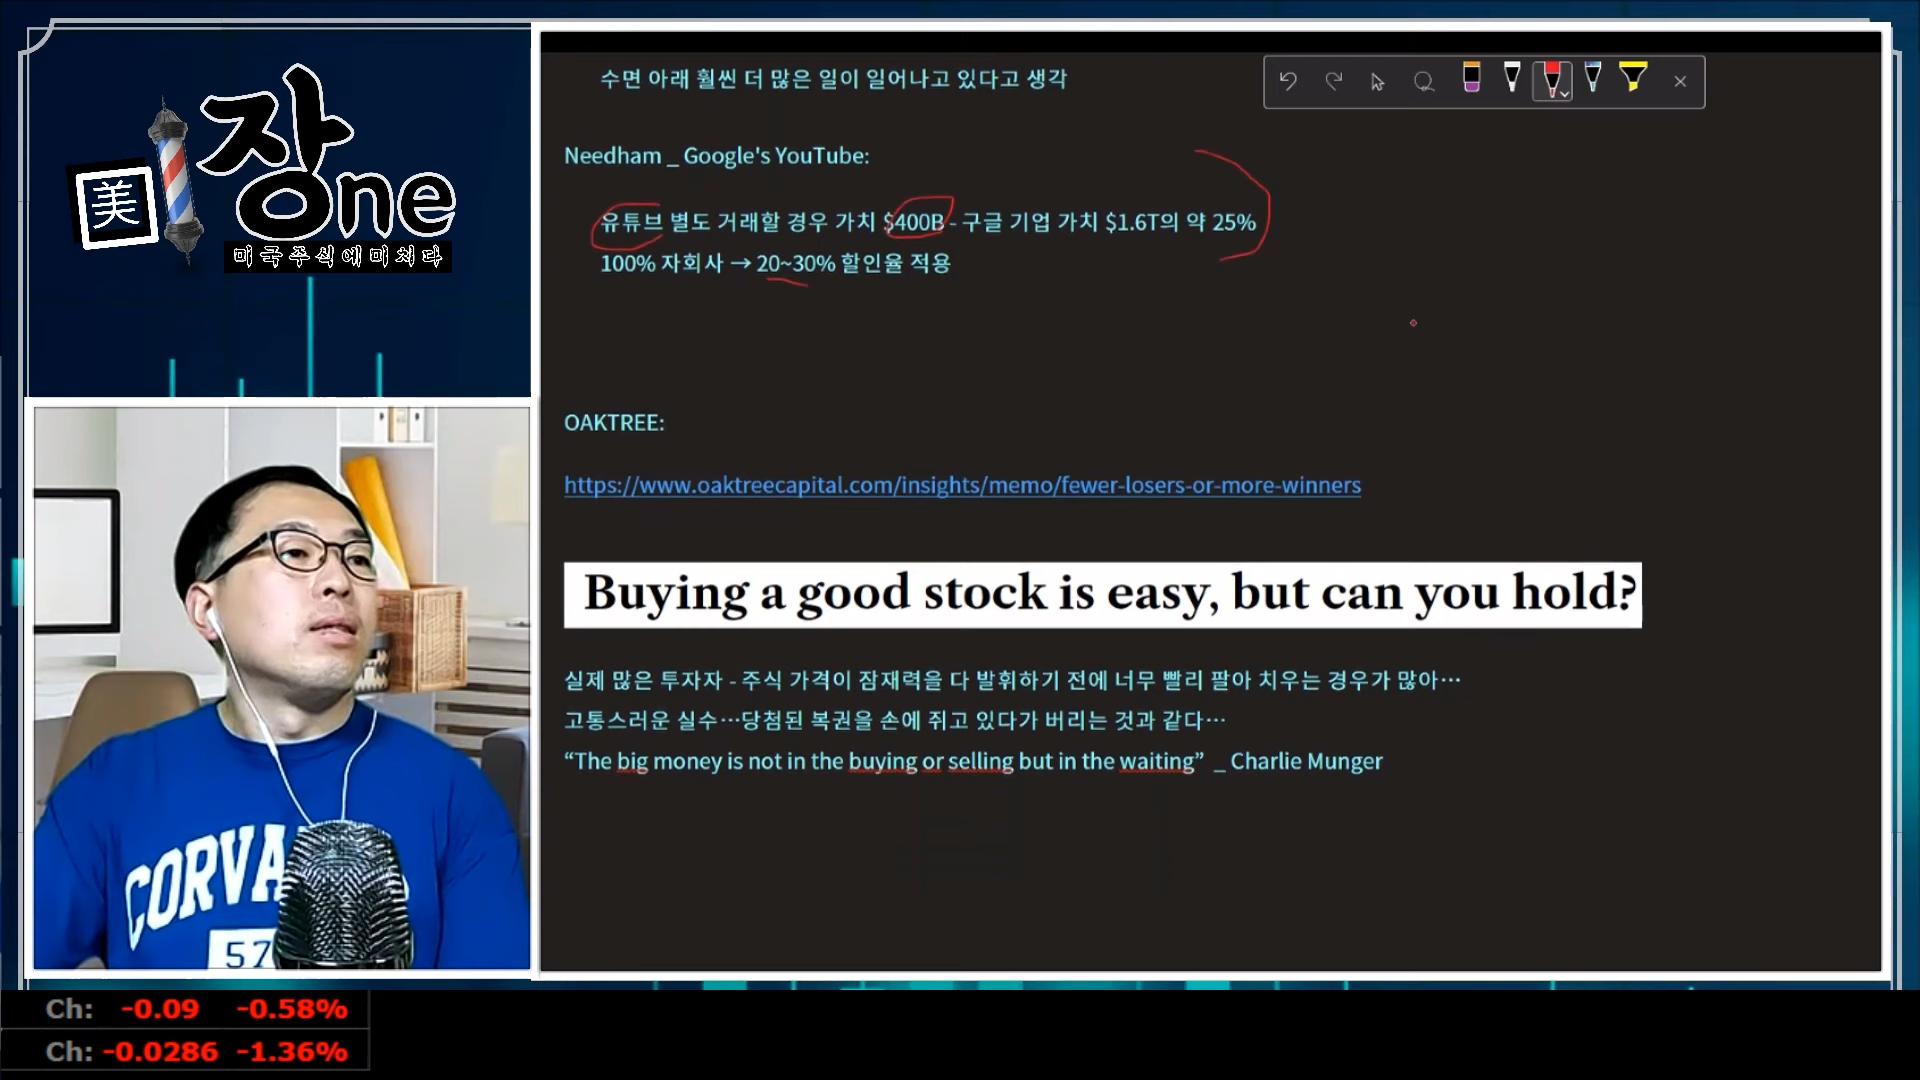 美
장one
미국주식에미치다
수면 아래 훨씬 더 많은 일이 일어나고 있다고 생각
Needham _ Google's YouTube:
유튜브 별도 거래할 경우 가치 $400B - 구글 기업 가치 $1.6T의 약 25%
100% 자회사 → 20~30% 할인율 적용
OAKTREE:
https://www.oaktreecapital.com/insights/memo/fewer-losers-or-more-winners
Buying a good stock is easy, but can you hold?
실제 많은 투자자 - 주식 가격이 잠재력을 다 발휘하기 전에 너무 빨리 팔아 치우는 경우가 많아…
고통스러운 실수…당첨된 복권을 손에 쥐고 있다가 버리는 것과 같다…
“The big money is not in the buying or selling but in the waiting” _ Charlie Munger
CORVA
57
Ch: -0.09 -0.58%
Ch: -0.0286 -1.36%